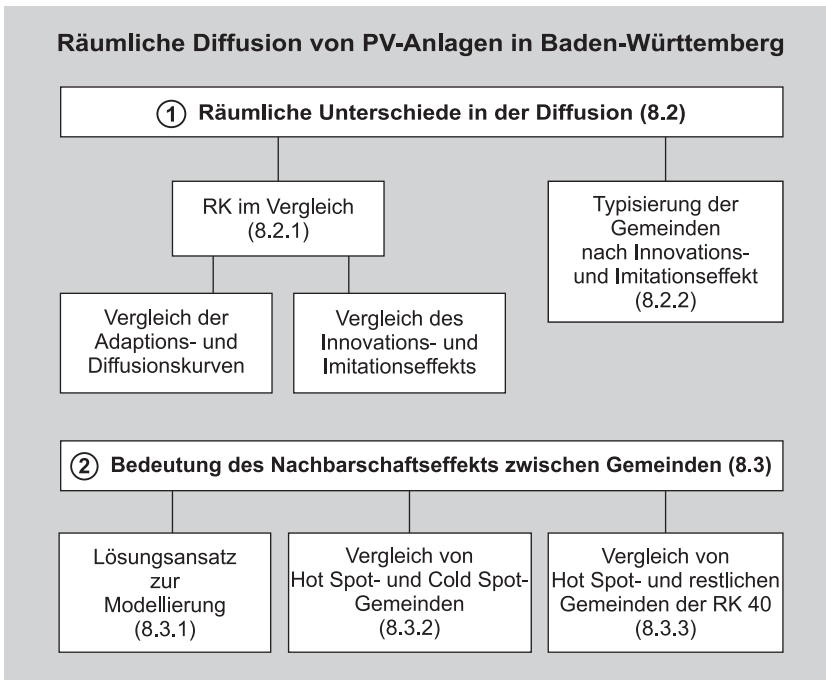 Räumliche Diffusion von PV-Anlagen in Baden-Württemberg
1 Räumliche Unterschiede in der Diffusion (8.2)
RK im Vergleich
(8.2.1)
Typisierung der
Gemeinden
nach Innovations-
und Imitationseffekt
(8.2.2)
Vergleich der
Adaptions- und
Diffusionskurven
Vergleich des
Innovations- und
Imitationseffekts
2 Bedeutung des Nachbarschaftseffekts zwischen Gemeinden (8.3)
Lösungsansatz
zur
Modellierung
(8.3.1)
Vergleich von
Hot Spot- und Cold Spot-
Gemeinden
(8.3.2)
Vergleich von
Hot Spot- und restlichen
Gemeinden der RK 40
(8.3.3)